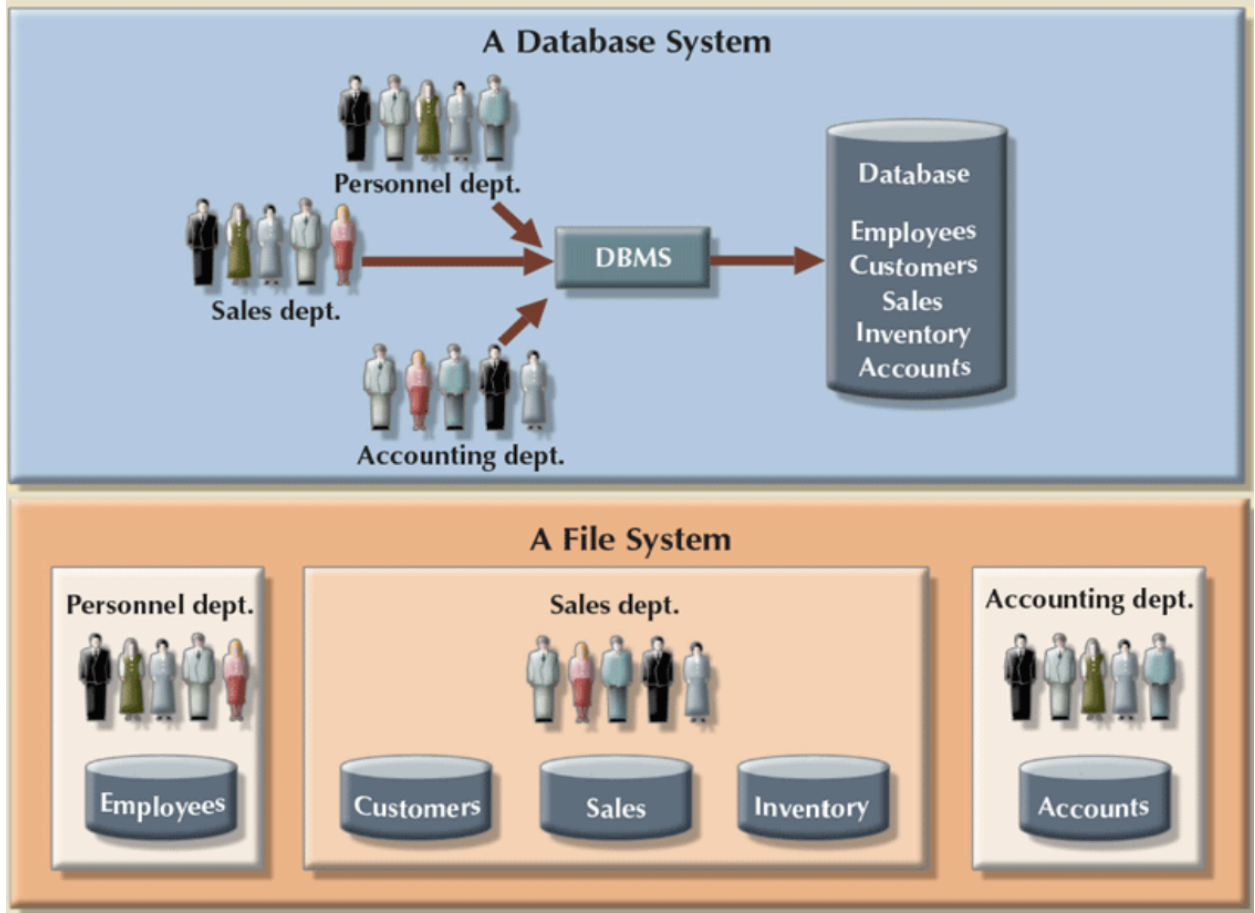 A Database System
Personnel dept.
Sales dept.
Accounting dept.
DBMS
Database
Employees
Customers
Sales
Inventory
Accounts
A File System
Personnel dept.
Employees
Sales dept.
Customers
Sales
Inventory
Accounting dept.
Accounts